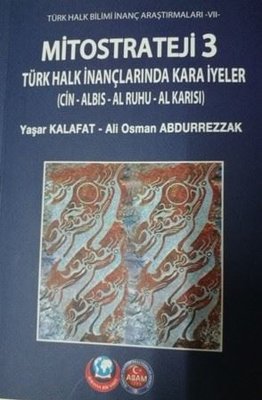 TÜRK HALK BİLİMİ İNANÇ ARAŞTIRMALARI -VII-
MİTOSTRATEJİ 3
TÜRK HALK İNANÇLARINDA KARA İYELER
(CİN - ALBIS - AL RUHU - AL KARISI)
Yaşar KALAFAT - Ali Osman ABDURREZZAK
ASAM